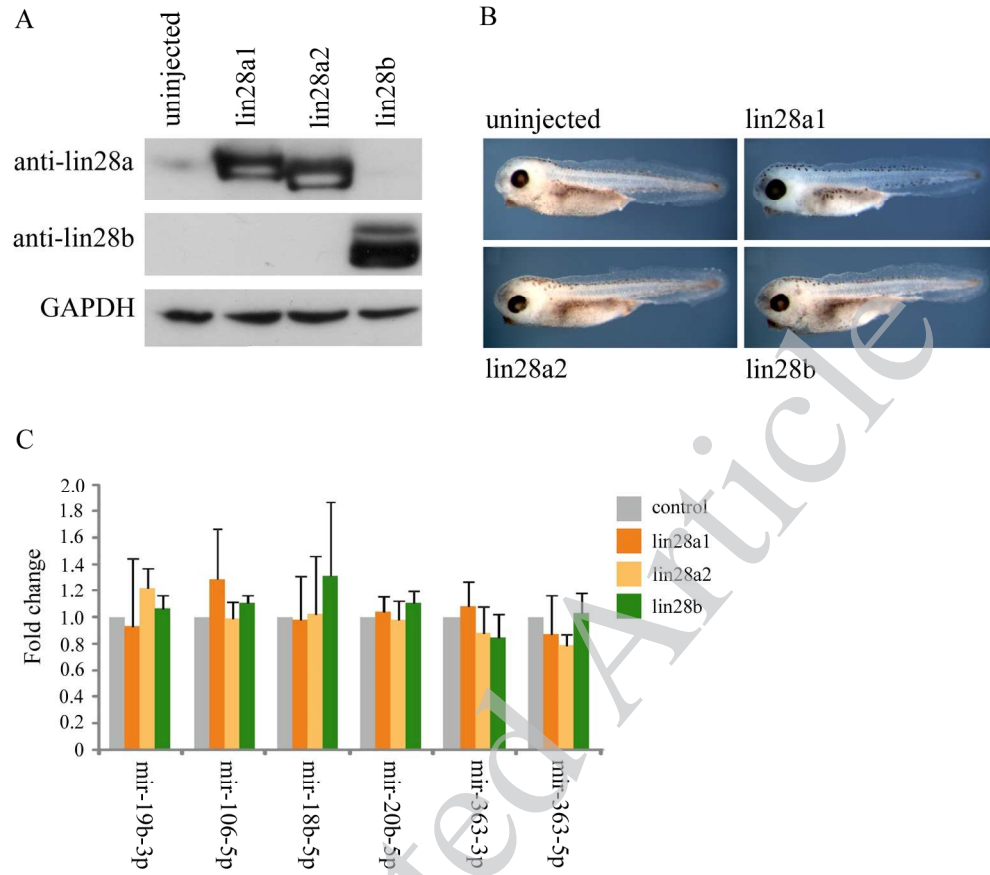 A
uninjected
lin28a1
lin28a2
lin28b
anti-lin28a
anti-lin28b
GAPDH
B
uninjected
lin28a1
lin28a2
lin28b
C
Fold change
2.0
1.8
1.6
1.4
1.2
1.0
0.8
0.6
0.4
0.2
0
control
lin28a1
lin28a2
lin28b
mir-19b-3p
mir-106-5p
mir-18b-5p
mir-20b-5p
mir-363-3p
mir-363-5p
ted Article